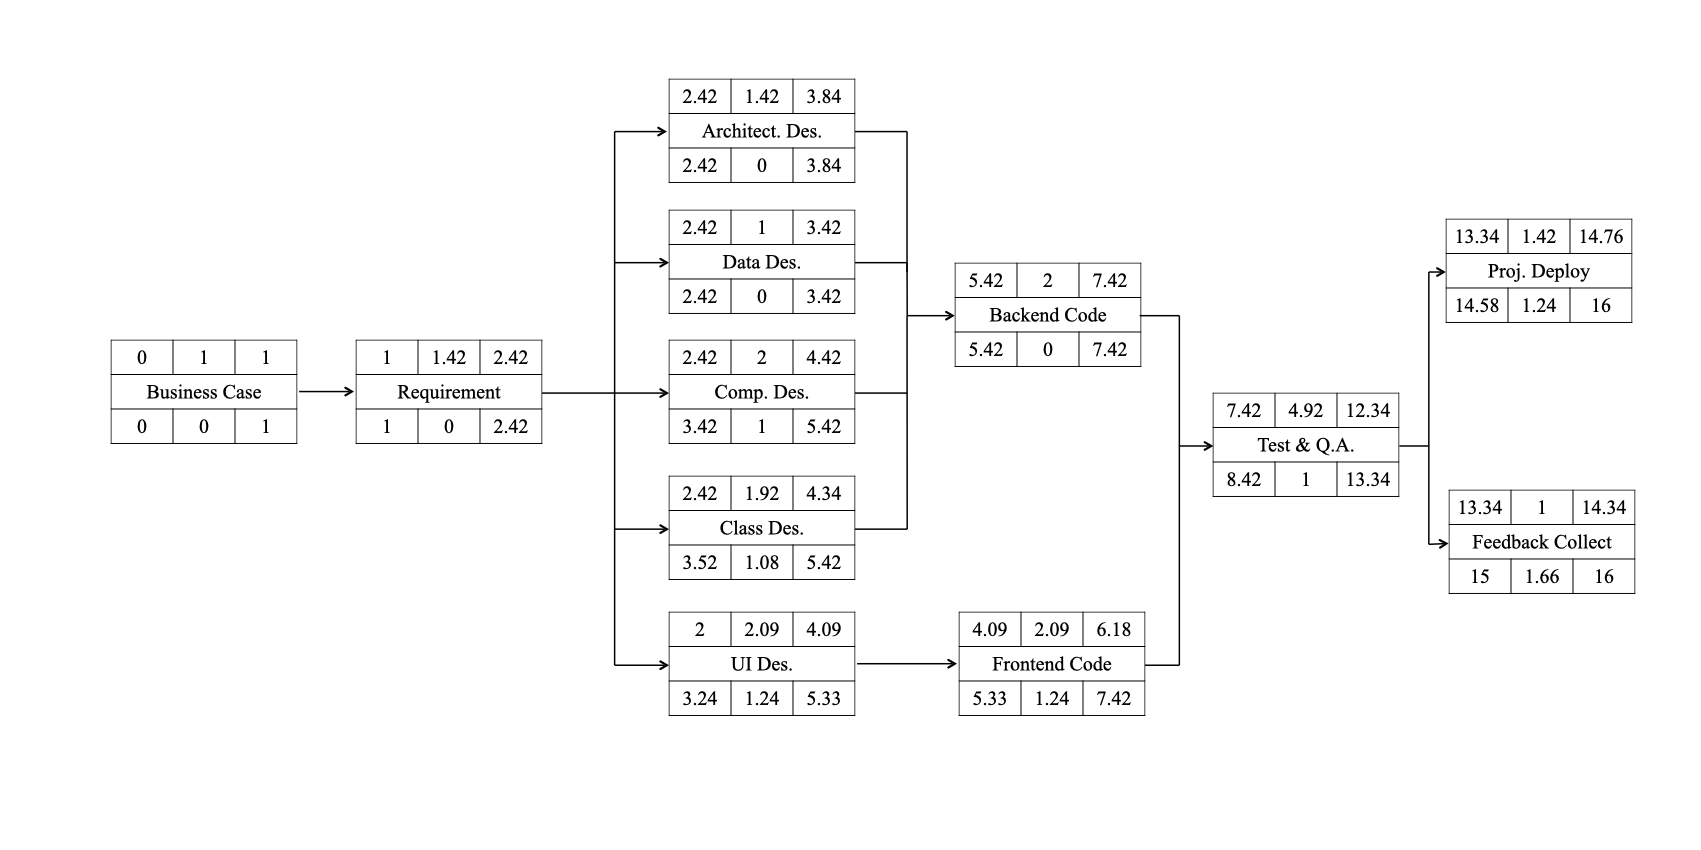 0 1 1
Business Case
0 0 1
1 1.42 2.42
Requirement
1 0 2.42
2.42 1.42 3.84
Architect. Des.
2.42 0 3.84
2.42 1 3.42
Data Des.
2.42 0 3.42
2.42 2 4.42
Comp. Des.
3.42 1 5.42
2.42 1.92 4.34
Class Des.
3.52 1.08 5.42
2 2.09 4.09
UI Des.
3.24 1.24 5.33
5.42 2 7.42
Backend Code
5.42 0 7.42
4.09 2.09 6.18
Frontend Code
5.33 1.24 7.42
7.42 4.92 12.34
Test & Q.A.
8.42 1 13.34
13.34 1.42 14.76
Proj. Deploy
14.58 1.24 16
13.34 1 14.34
Feedback Collect
15 1.66 16